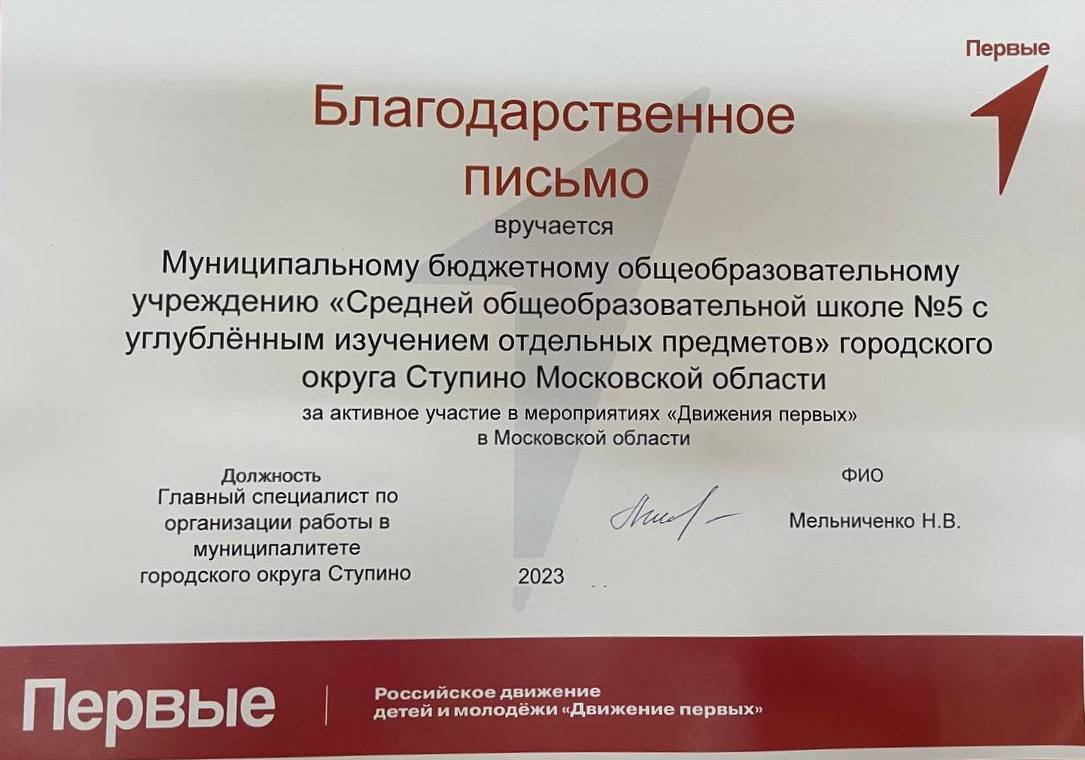 Первые
Благодарственное
письмо
вручается
Муниципальному бюджетному общеобразовательному
учреждению «Средней общеобразовательной школе №5 с
углублённым изучением отдельных предметов» городского
округа Ступино Московской области
за активное участие в мероприятиях «Движения первых»
в Московской области
Должность
Главный специалист по
организации работы в
муниципалитете
городского округа Ступино
ФИО
Мельниченко Н.В.
2023
Первые
Российское движение
детей и молодёжи «Движение первых»